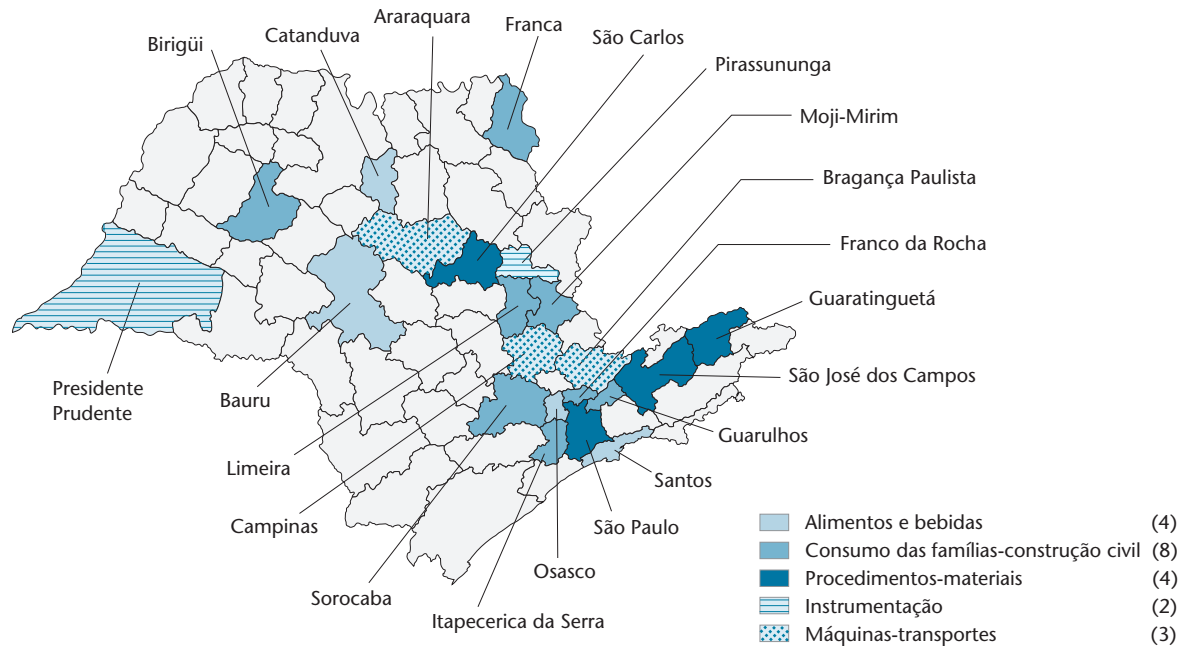 Araraquara
Franca
São Carlos
Catanduva
Birigüi
Pirassununga
Moji-Mirim
Bragança Paulista
Franco da Rocha
Guaratinguetá
São José dos Campos
Presidente
Prudente
Bauru
Guarulhos
Limeira
Santos
Campinas
São Paulo
Osasco
Sorocaba
Itapecerica da Serra
Alimentos e bebidas (4)
Consumo das famílias-construção civil (8)
Procedimentos-materiais (4)
Instrumentação (2)
Máquinas-transportes (3)